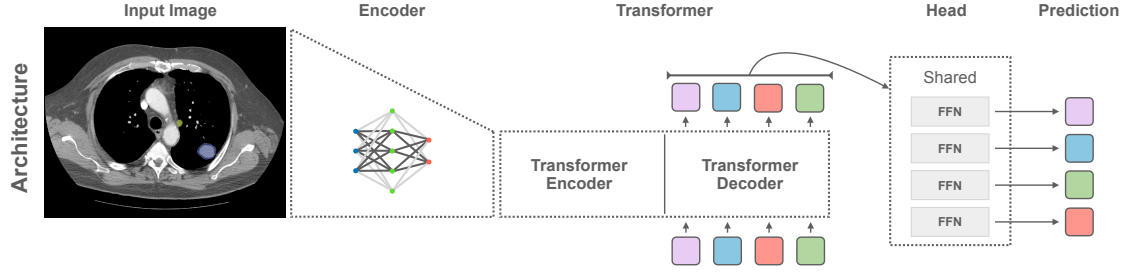 Input Image
Encoder
Transformer
Head
Prediction
Architecture
Transformer
Encoder
Transformer
Decoder
Shared
FFN
FFN
FFN
FFN